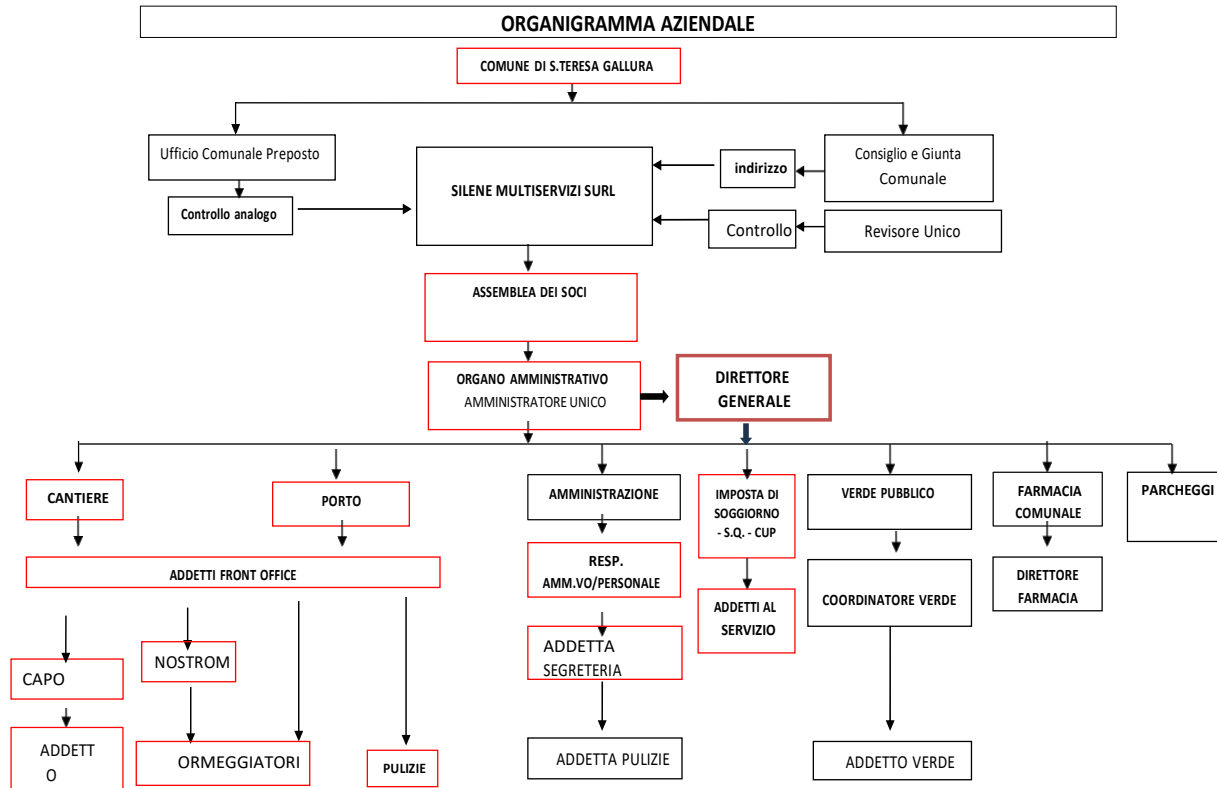 ORGANIGRAMMA AZIENDALE
COMUNE DI S.TERESA GALLURA
Ufficio Comunale Preposto
Controllo analogo
SILENE MULTISERVIZI SURL
indirizzo
Consiglio e Giunta
Comunale
Controllo
Revisore Unico
ASSEMBLEA DEI SOCI
ORGANO AMMINISTRATIVO
AMMINISTRATORE UNICO
DIRETTORE
GENERALE
CANTIERE
PORTO
AMMINISTRAZIONE
IMPOSTA DI
SOGGIORNO
- S.Q. - CUP
VERDE PUBBLICO
FARMACIA
COMUNALE
PARCHEGGI
ADDETTI FRONT OFFICE
RESP.
AMM.VO/PERSONALE
ADDETTI AL
SERVIZIO
COORDINATORE VERDE
DIRETTORE
FARMACIA
CAPO
NOSTROM
ADDETTA
SEGRETERIA
ADDETT
O
ORMEGGIATORI
PULIZIE
ADDETTA PULIZIE
ADDETTO VERDE